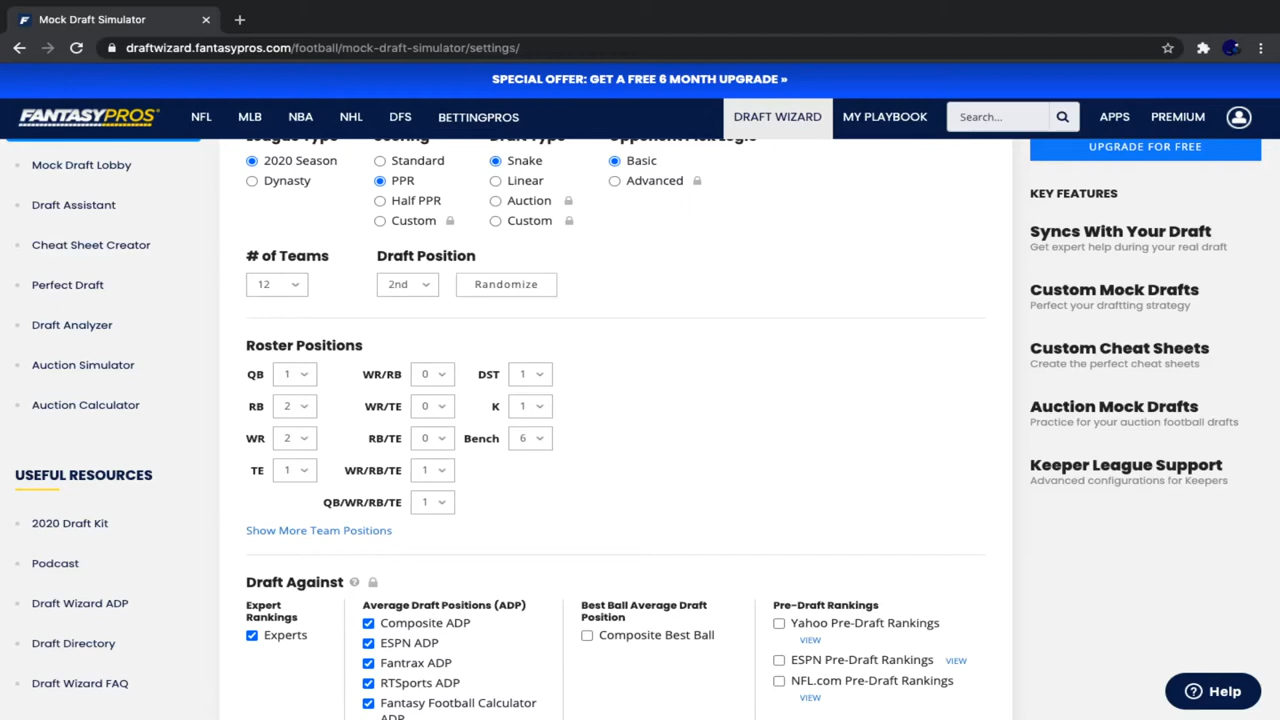 Mock Draft Simulator
draftwizard.fantasypros.com/football/mock-draft-simulator/settings/
SPECIAL OFFER: GET A FREE 6 MONTH UPGRADE »
FANTASYPROS NFL MLB NBA NHL DFS BETTINGPROS DRAFT WIZARD MY PLAYBOOK Search... APPS PREMIUM
Mock Draft Lobby
Draft Assistant
Cheat Sheet Creator
Perfect Draft
Draft Analyzer
Auction Simulator
Auction Calculator
USEFUL RESOURCES
2020 Draft Kit
Podcast
Draft Wizard ADP
Draft Directory
Draft Wizard FAQ
2020 Season Standard Snake Basic
Dynasty PPR Linear Advanced
Half PPR Auction
Custom Custom
# of Teams Draft Position
12 2nd Randomize
Roster Positions
QB 1 WR/RB 0 DST 1
RB 2 WR/TE 0 K 1
WR 2 RB/TE 0 Bench 6
TE 1 WR/RB/TE 1
QB/WR/RB/TE 1
Show More Team Positions
Draft Against ?
Expert
Rankings
Experts
Average Draft Positions (ADP)
Composite ADP
ESPN ADP
Fantrax ADP
RTSports ADP
Fantasy Football Calculator
ADP
Best Ball Average Draft
Position
Composite Best Ball
Pre-Draft Rankings
Yahoo Pre-Draft Rankings
VIEW
ESPN Pre-Draft Rankings VIEW
NFL.com Pre-Draft Rankings
VIEW
UPGRADE FOR FREE
KEY FEATURES
Syncs With Your Draft
Get expert help during your real draft
Custom Mock Drafts
Perfect your draftting strategy
Custom Cheat Sheets
Create the perfect cheat sheets
Auction Mock Drafts
Practice for your auction football drafts
Keeper League Support
Advanced configurations for Keepers
? Help